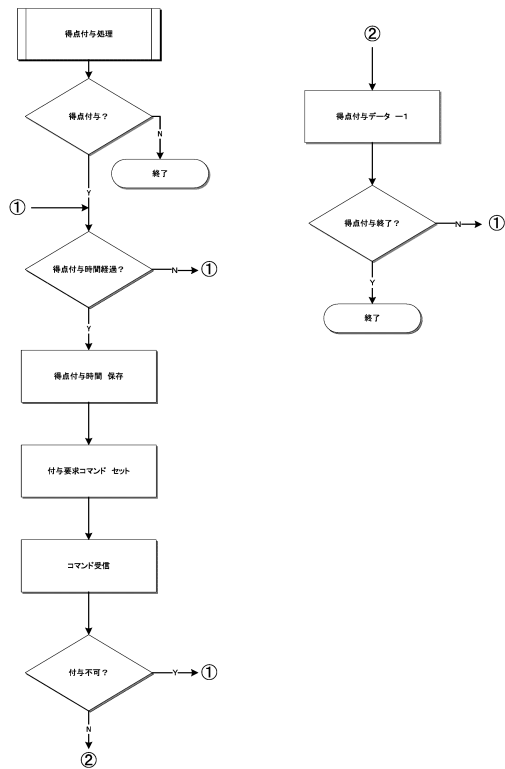 得点付与処理
得点付与?
N
終了
Y
①
得点付与時間経過?
N
①
Y
得点付与時間 保存
付与要求コマンド セット
コマンド受信
付与不可?
Y
①
N
②
②
得点付与データ －1
得点付与終了?
N
①
Y
終了